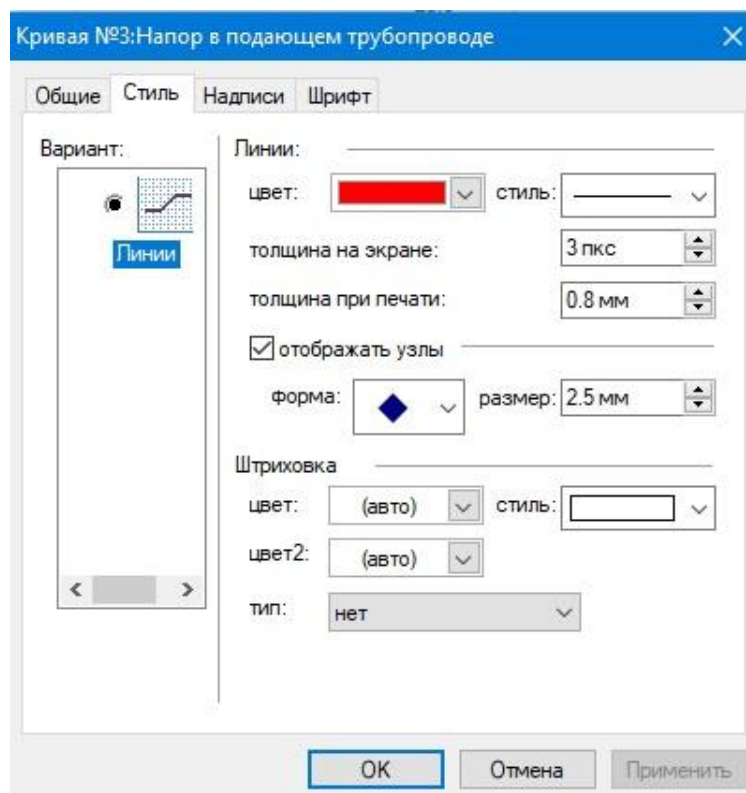 Кривая №3:Напор в подающем трубопроводе
Общие Стиль Надписи Шрифт
Вариант:
Линии
Линии:
цвет: стиль:
толщина на экране: 3 пкс
толщина при печати: 0.8 мм
отображать узлы
форма: размер: 2.5 мм
Штриховка
цвет: (авто) стиль:
цвет2: (авто)
тип: нет
OK Отмена Применить